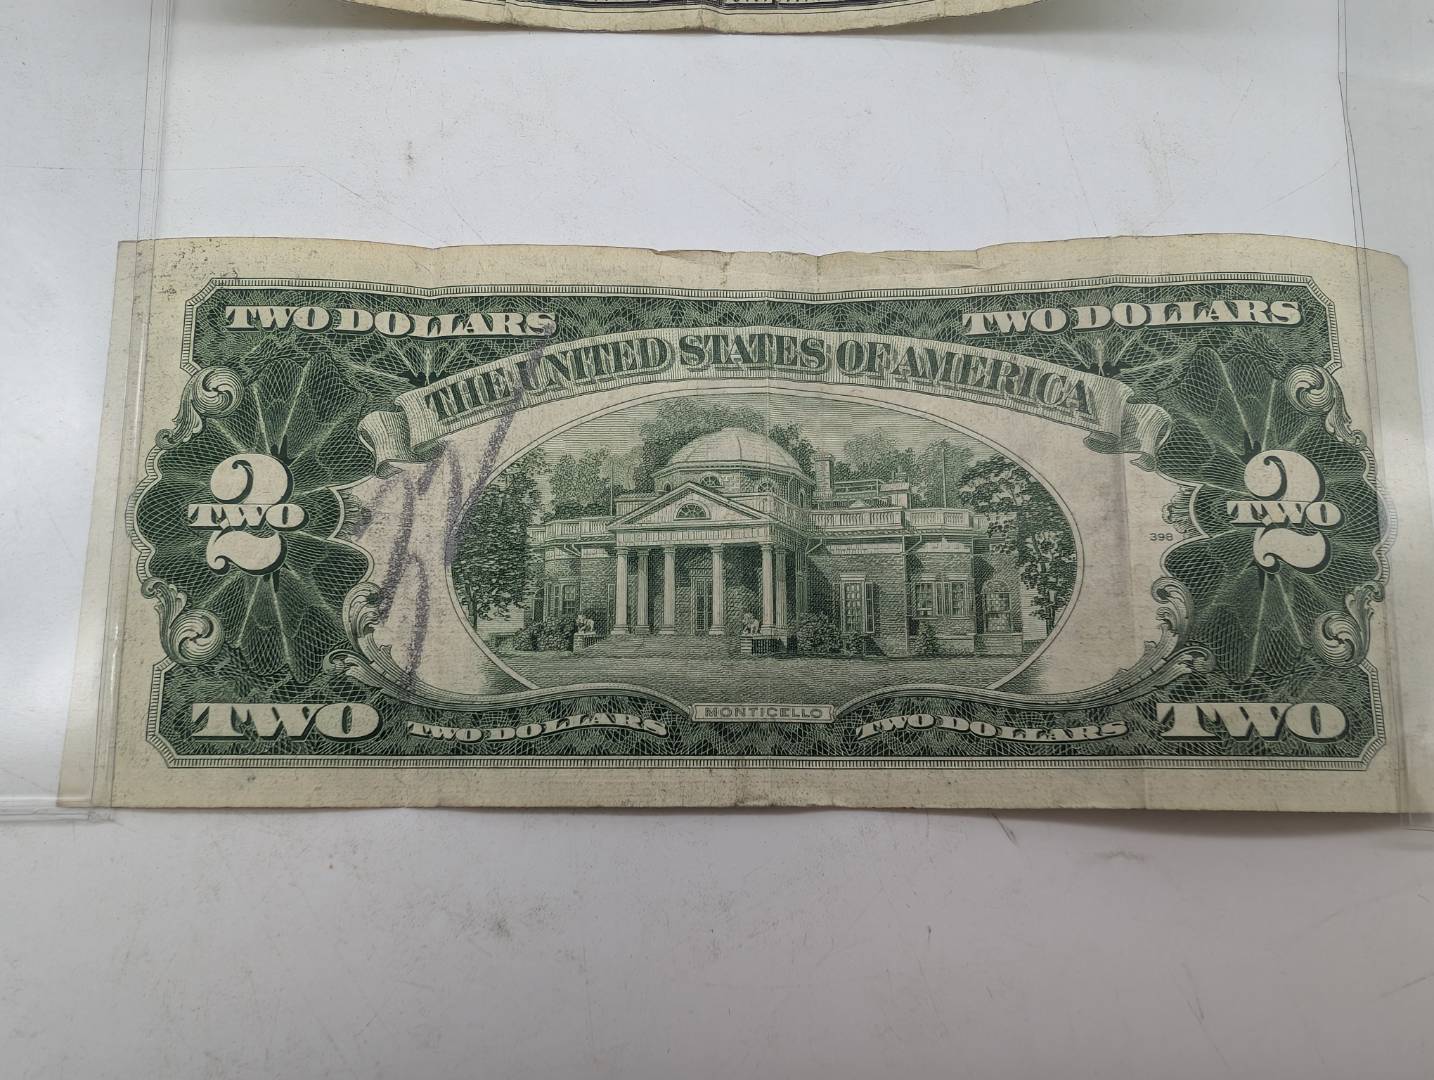 TWO DOLLARS TWO DOLLARS
THE UNITED STATES OF AMERICA
2 TWO 2 TWO
398
TWO TWO DOLLARS MONTICELLO TWO DOLLARS TWO